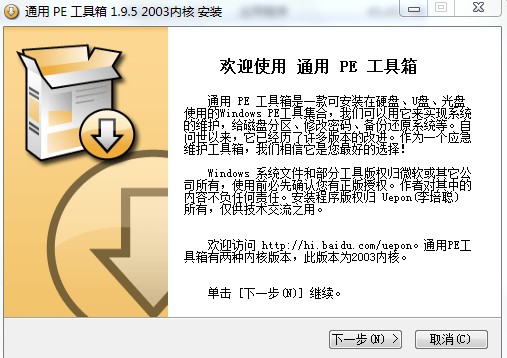 通用 PE 工具箱 1.9.5 2003内核 安装
欢迎使用 通用 PE 工具箱
通用 PE 工具箱是一款可安装在硬盘、U盘、光盘
使用的Windows PE工具集合，我们可以用它来实现系统
的维护，给磁盘分区、修改密码、备份还原系统等。自
问世以来，它已经历了许多版本的改进。作为一个应急
维护工具箱，我们相信它是您最好的选择！
Windows 系统文件和部分工具版权归微软或其它公
司所有，使用前必先确认您有正版授权。作者对其中的
内容不负任何责任。安装程序版权归 Uepon(李培聪)
所有，仅供技术交流之用。
欢迎访问 http://hi.baidu.com/uepon。通用PE工
具箱有两种内核版本，此版本为2003内核。
单击 [下一步(N)] 继续。
下一步(N) >
取消(C)